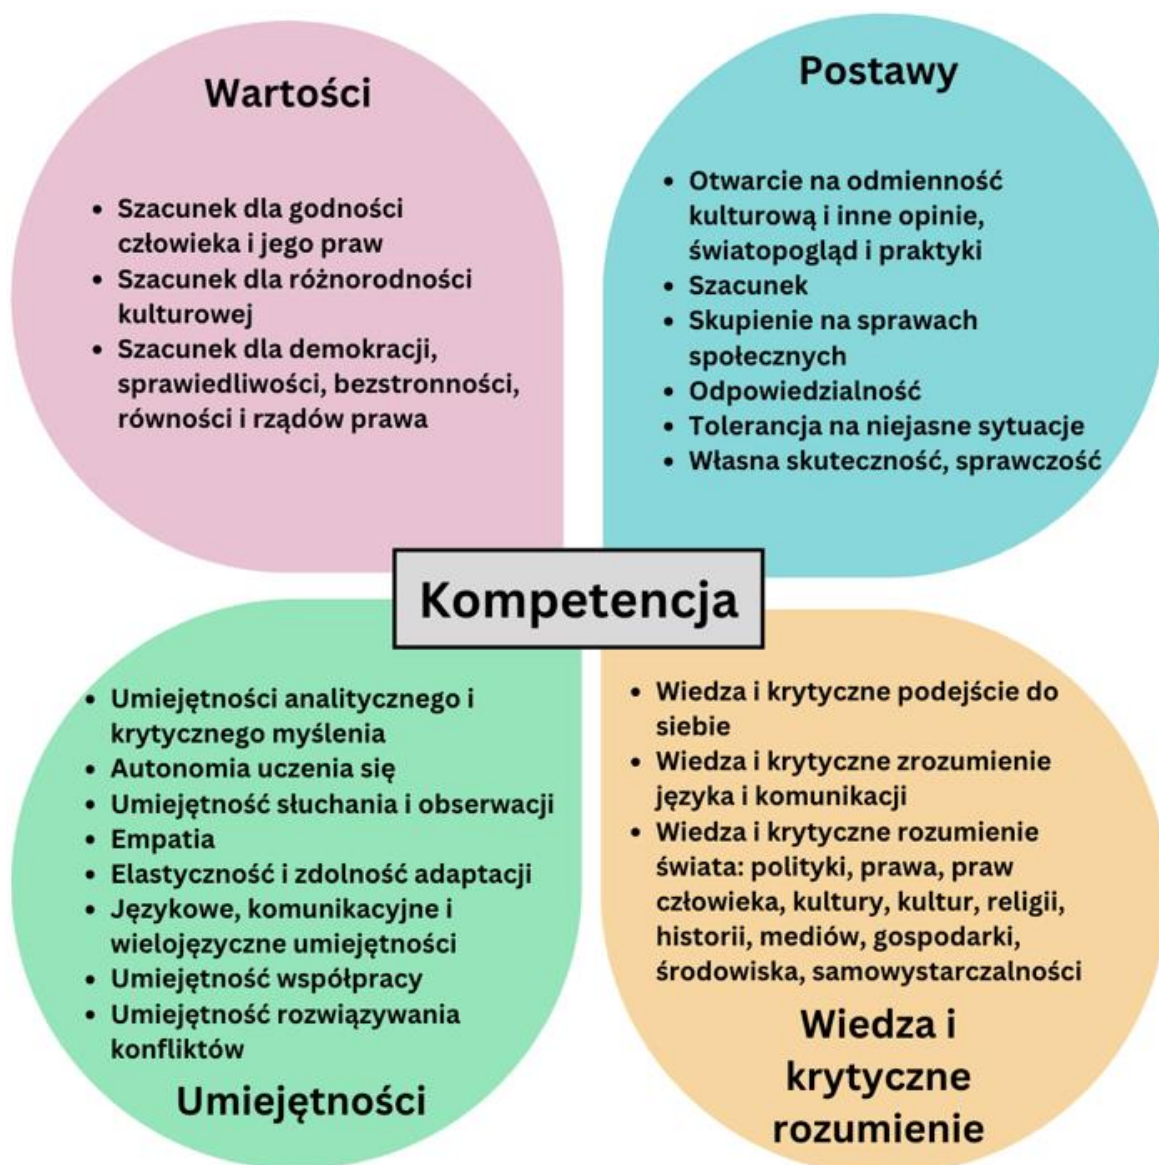 Wartości
• Szacunek dla godności
człowieka i jego praw
• Szacunek dla różnorodności
kulturowej
• Szacunek dla demokracji,
sprawiedliwości, bezstronności,
równości i rządów prawa
Postawy
• Otwarcie na odmienność
kulturową i inne opinie,
światopogląd i praktyki
• Szacunek
• Skupienie na sprawach
społecznych
• Odpowiedzialność
• Tolerancja na niejasne sytuacje
• Własna skuteczność, sprawczość
Kompetencja
• Umiejętności analitycznego i
krytycznego myślenia
• Autonomia uczenia się
• Umiejętność słuchania i obserwacji
• Empatia
• Elastyczność i zdolność adaptacji
• Językowe, komunikacyjne i
wielojęzyczne umiejętności
• Umiejętność współpracy
• Umiejętność rozwiązywania
konfliktów
Umiejętności
• Wiedza i krytyczne podejście do
siebie
• Wiedza i krytyczne zrozumienie
języka i komunikacji
• Wiedza i krytyczne rozumienie
świata: polityki, prawa, praw
człowieka, kultury, kultur, religii,
historii, mediów, gospodarki,
środowiska, samowystarczalności
Wiedza i
krytyczne
rozumienie